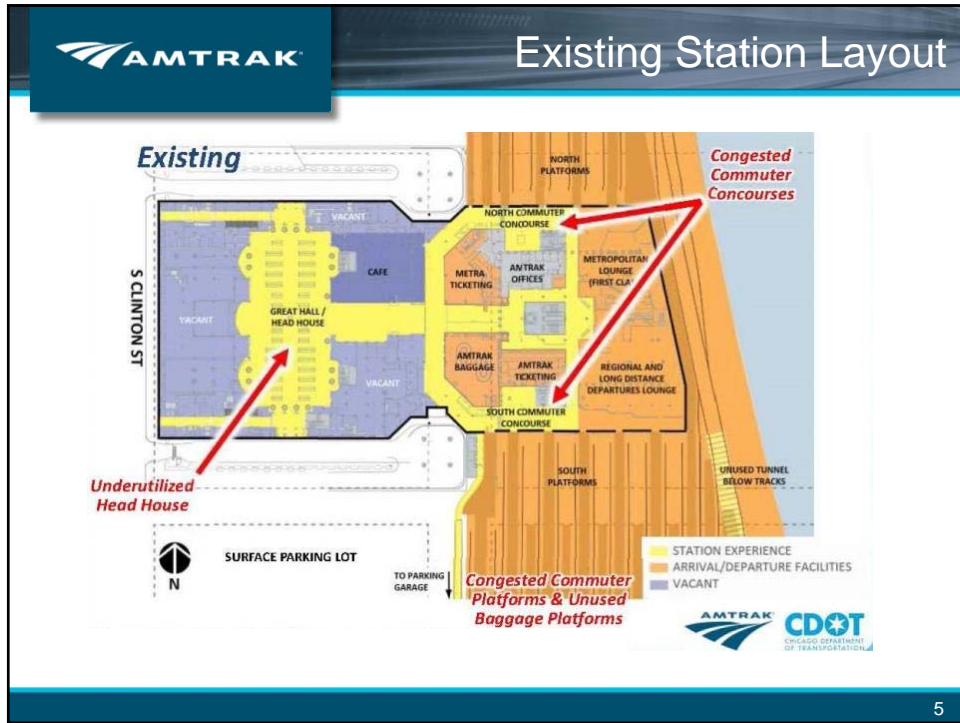 AMTRAK
Existing Station Layout
Existing
NORTH
PLATFORMS
Congested
Commuter
Concourses
VACANT
NORTH COMMUTER
CONCOURSE
CAFE
METRA
TICKETING
AMTRAK
OFFICES
METROPOLITAN
LOUNGE
(FIRST CLA
S CLINTON ST
VACANT
GREAT HALL /
HEAD HOUSE
VACANT
AMTRAK
BAGGAGE
AMTRAK
TICKETING
REGIONAL AND
LONG DISTANCE
DEPARTURES LOUNGE
SOUTH COMMUTER
CONCOURSE
Underutilized
Head House
SOUTH
PLATFORMS
UNUSED TUNNEL
BELOW TRACKS
N
SURFACE PARKING LOT
TO PARKING
GARAGE
Congested Commuter
Platforms & Unused
Baggage Platforms
STATION EXPERIENCE
ARRIVAL/DEPARTURE FACILITIES
VACANT
AMTRAK
CDOT
CHICAGO DEPARTMENT
OF TRANSPORTATION
5